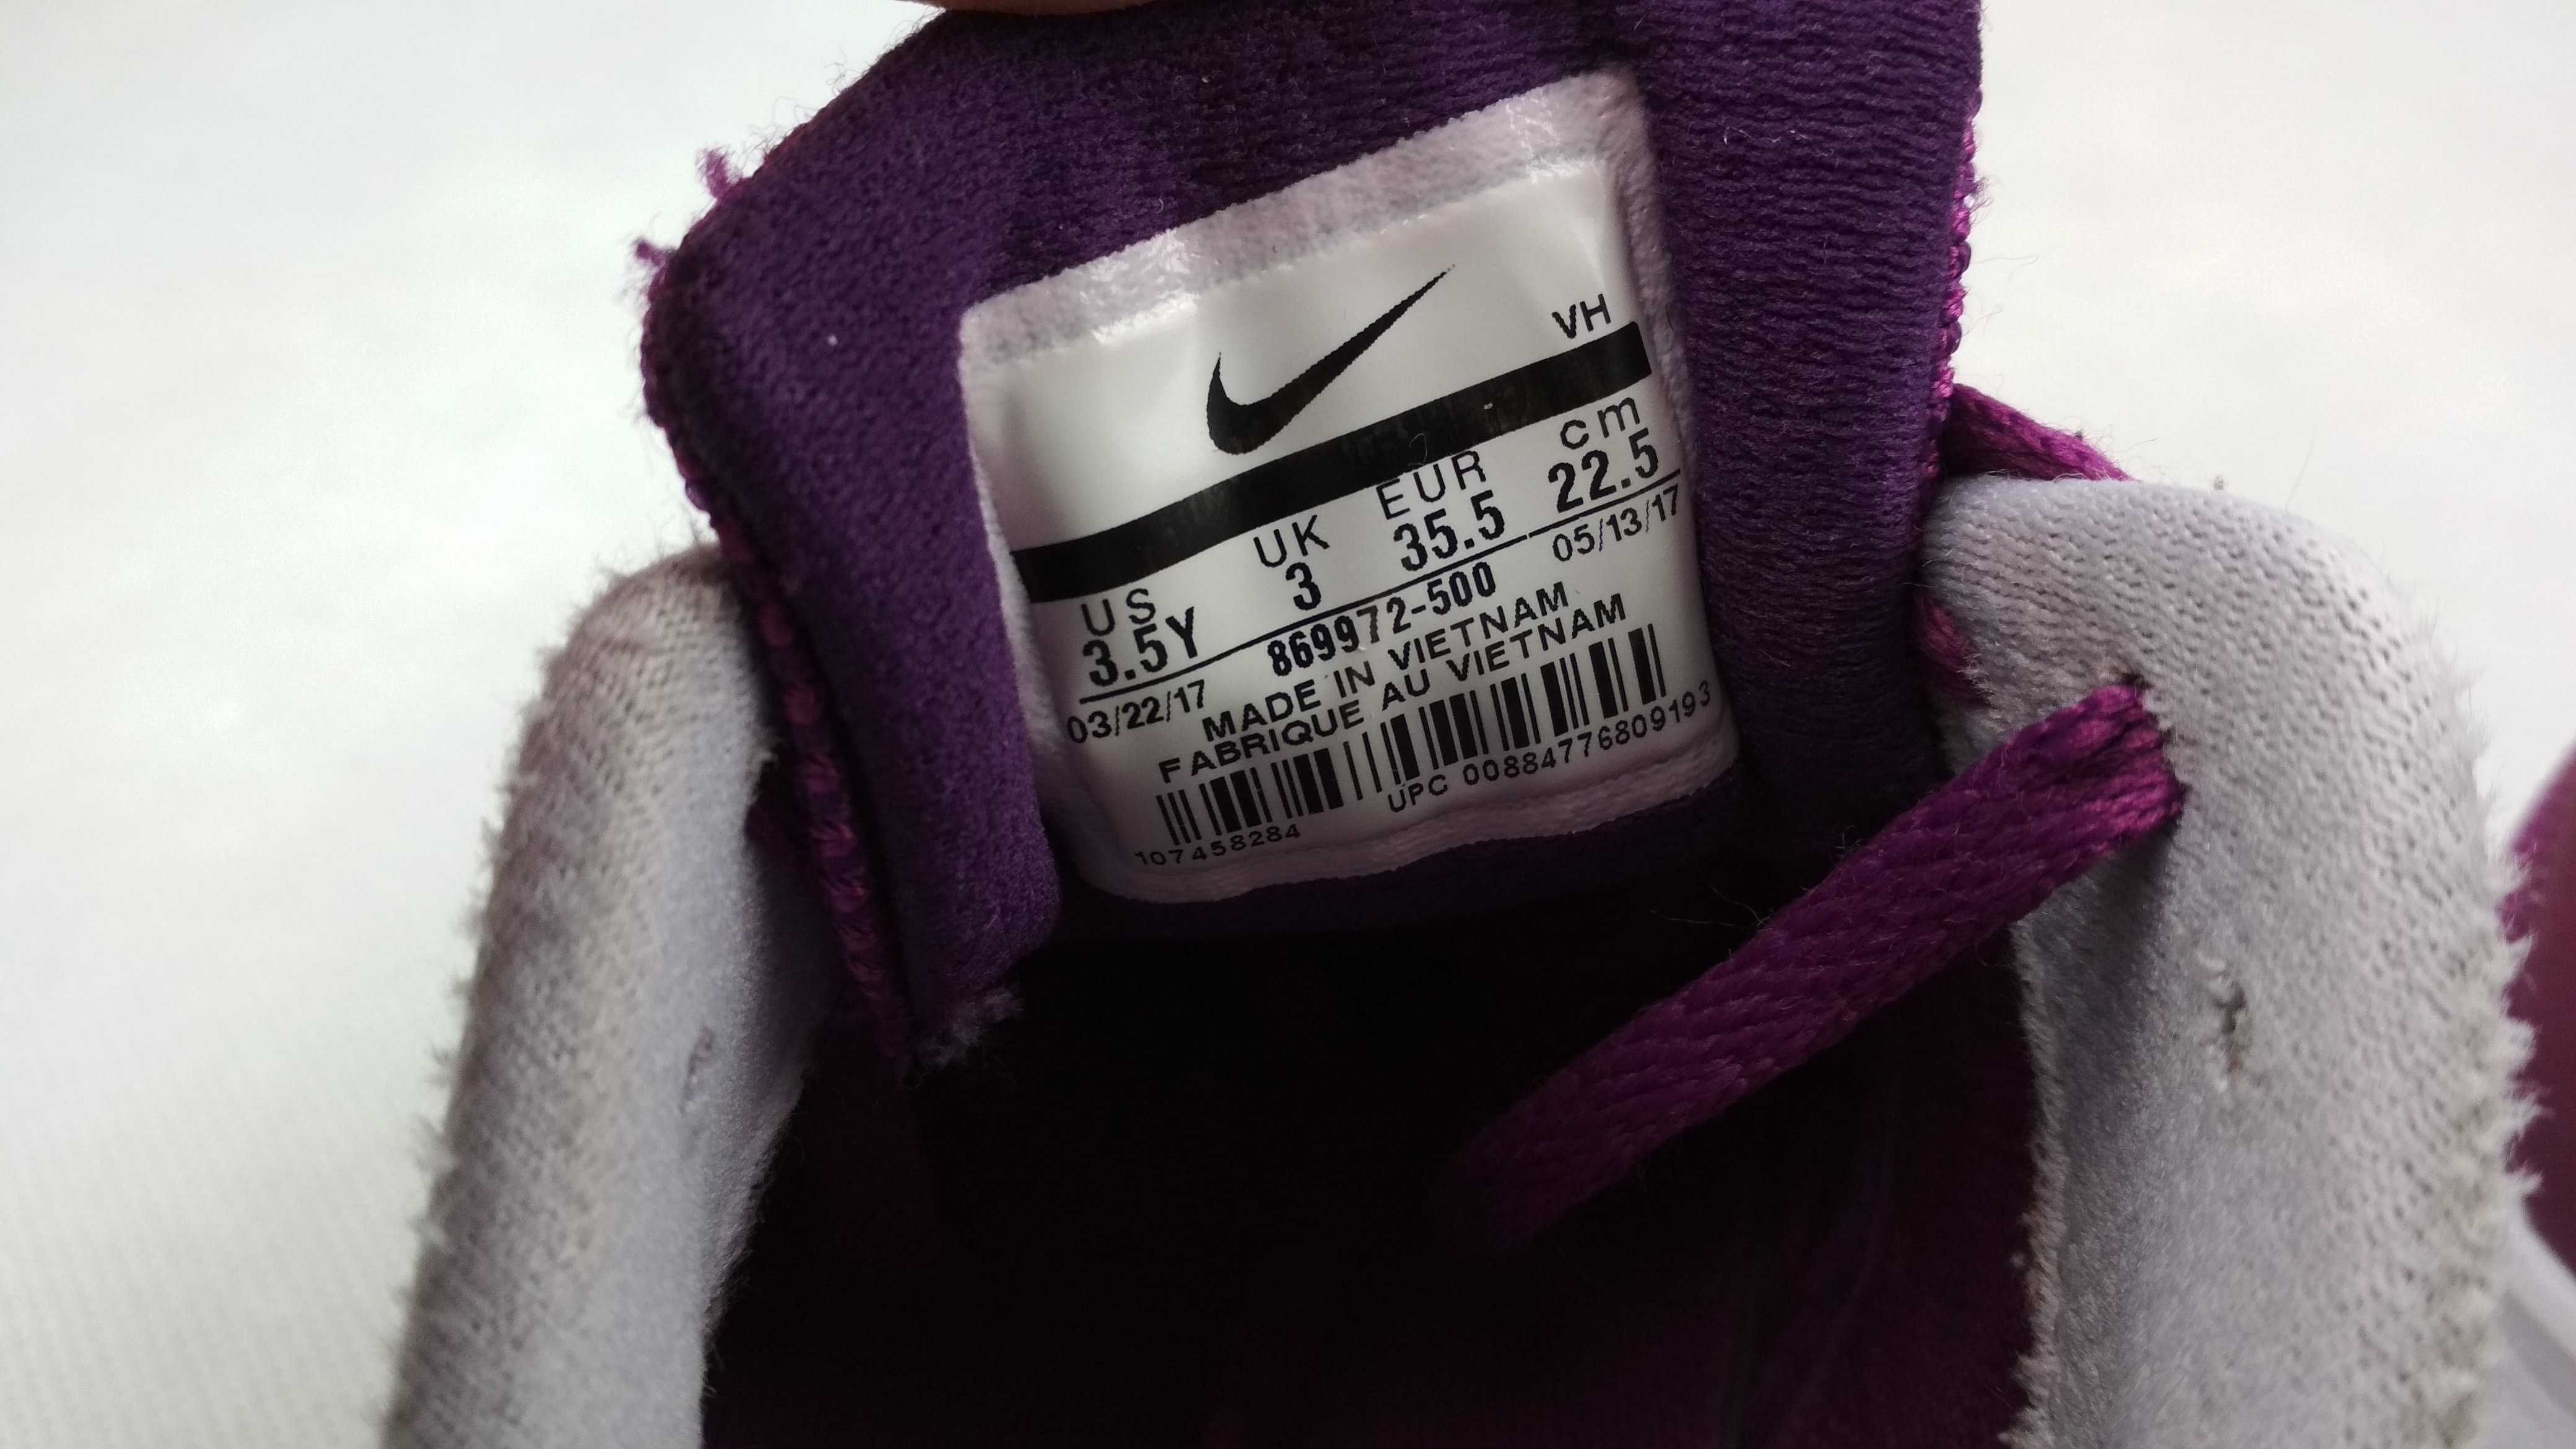 VH
US UK EUR cm
3.5Y 3 35.5 22.5
03/22/17 869972-500 05/13/17
MADE IN VIETNAM
FABRIQUE AU VIETNAM
UPC 00884776809193
107458284